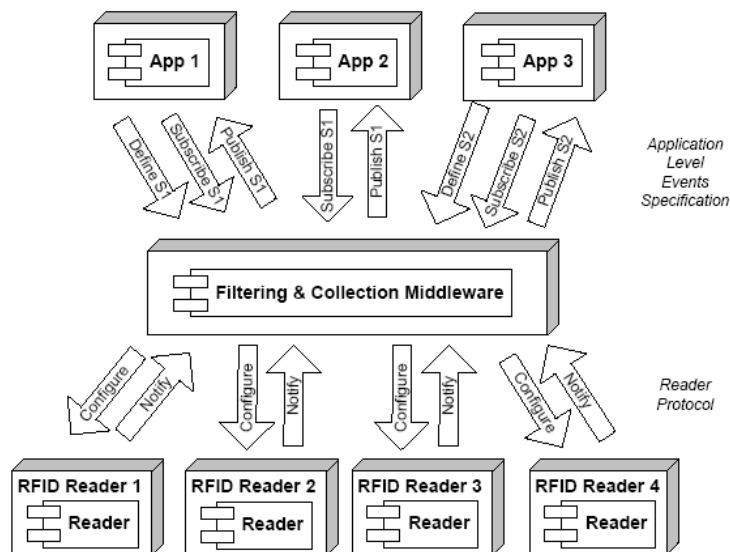 App 1
App 2
App 3
Define S1
Subscribe S1
Publish S1
Subscribe S1
Publish S1
Define S2
Subscribe S2
Publish S2
Application
Level
Events
Specification
Filtering & Collection Middleware
Configure
Notify
Configure
Notify
Configure
Notify
Configure
Notify
Reader
Protocol
RFID Reader 1
RFID Reader 2
RFID Reader 3
RFID Reader 4
Reader
Reader
Reader
Reader